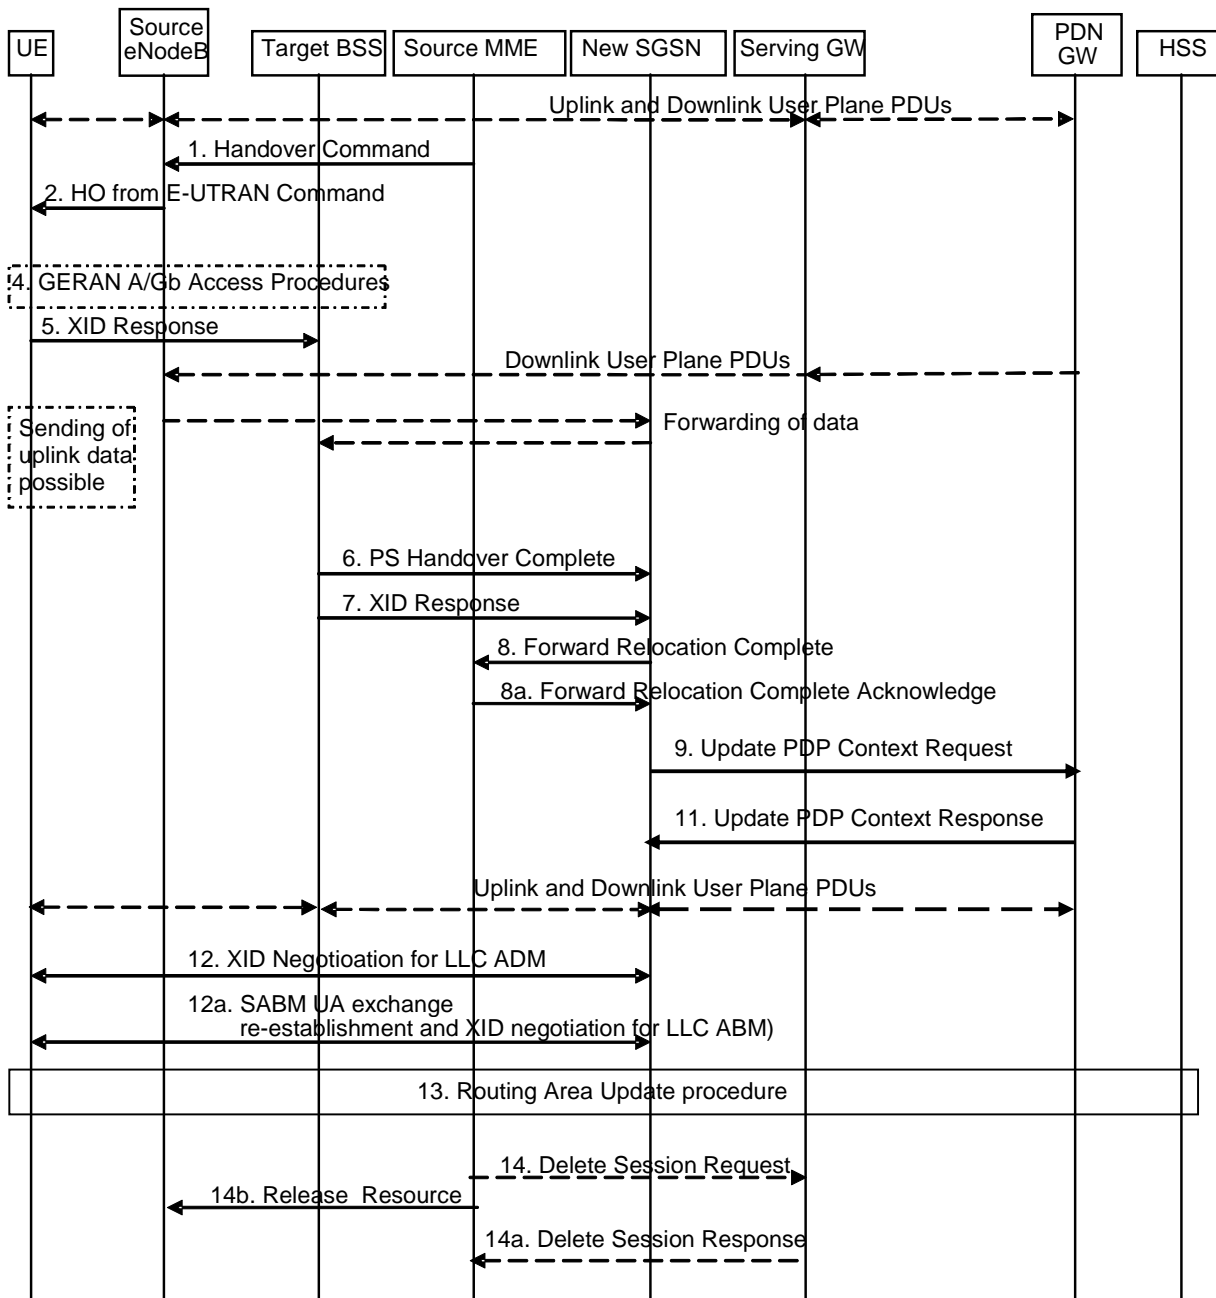 UE
Source
eNodeB
Target BSS
Source MME
New SGSN
Serving GW
PDN
GW
HSS
Uplink and Downlink User Plane PDUs
1. Handover Command
2. HO from E-UTRAN Command
4. GERAN A/Gb Access Procedures
5. XID Response
Downlink User Plane PDUs
Sending of
uplink data
possible
Forwarding of data
6. PS Handover Complete
7. XID Response
8. Forward Relocation Complete
8a. Forward Relocation Complete Acknowledge
9. Update PDP Context Request
11. Update PDP Context Response
Uplink and Downlink User Plane PDUs
12. XID Negotioation for LLC ADM
12a. SABM UA exchange
re-establishment and XID negotiation for LLC ABM)
13. Routing Area Update procedure
14. Delete Session Request
14b. Release Resource
14a. Delete Session Response